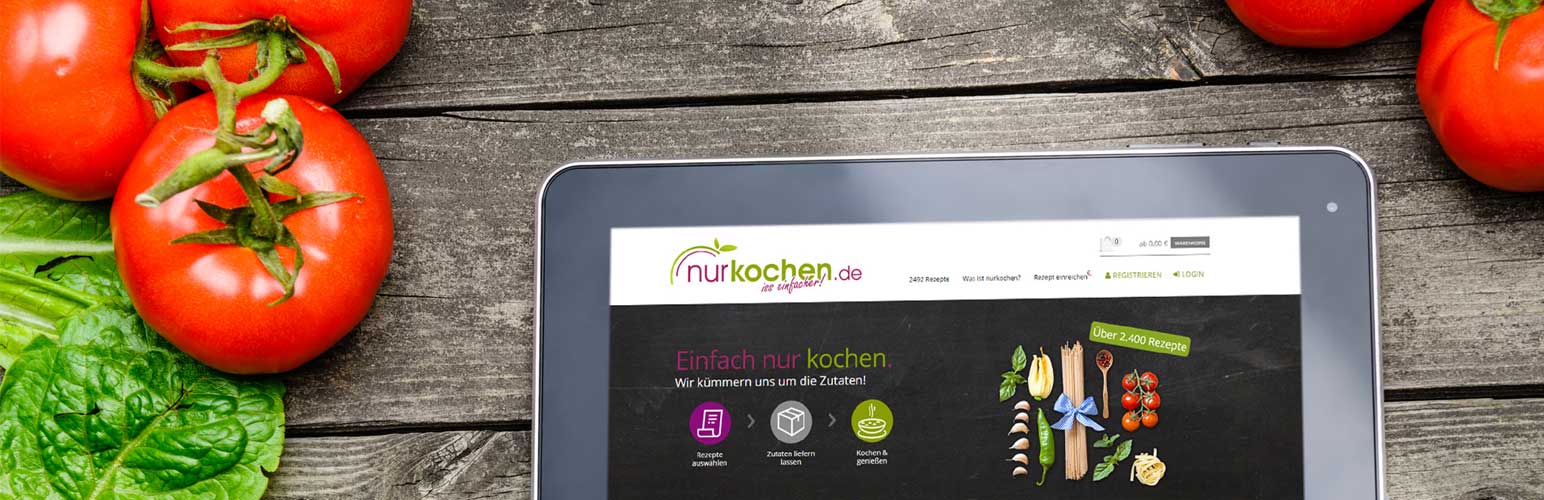 0
ab 0,00 € WARENKORB
nurkochen.de
iss einfacher!
2492 Rezepte Was ist nurkochen? Rezept einreichen REGISTRIEREN LOGIN
Über 2.400 Rezepte
Einfach nur kochen.
Wir kümmern uns um die Zutaten!
Rezepte
auswählen
Zutaten liefern
lassen
Kochen &
genießen